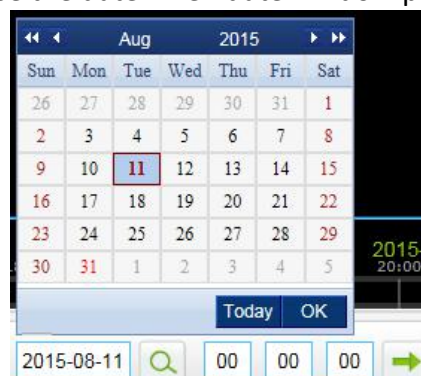 Aug 2015
Sun Mon Tue Wed Thu Fri Sat
26 27 28 29 30 31 1
2 3 4 5 6 7 8
9 10 11 12 13 14 15
16 17 18 19 20 21 22
23 24 25 26 27 28 29
30 31 1 2 3 4 5
2015-
20:00
Today OK
2015-08-11 00 00 00